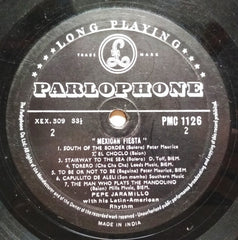 LONG PLAYING
TRADE MARK
PARLOPHONE
XEX.309 33⅓
PMC 1126
2
2
" MEXICAN FIESTA "
1. SOUTH OF THE BORDER (Bolero) Peter Maurice
2. EL CHOCLO (Bolero)
3. STAIRWAY TO THE SEA (Bolero) D. Toff, BIEM.
4. TORERO (Cha Cha Cha) Leeds Music, BIEM.
5. TO BE OR NOT TO BE (Beguine) Peter Maurice, BIEM
6. CAPULLITO DE ALELI (Son montuno) Southern Music
7. THE MAN WHO PLAYS THE MANDOLINO
(Baion) Mills Music, BIEM.
PEPE JARAMILLO
with his Latin-American
Rhythm
MADE IN INDIA